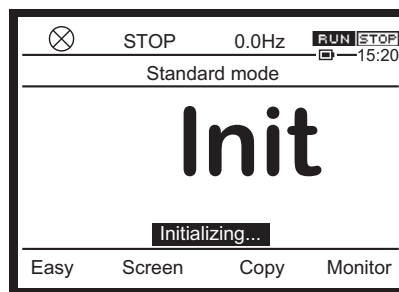 STOP 0.0Hz RUN STOP
15:20
Standard mode
Init
Initializing...
Easy Screen Copy Monitor